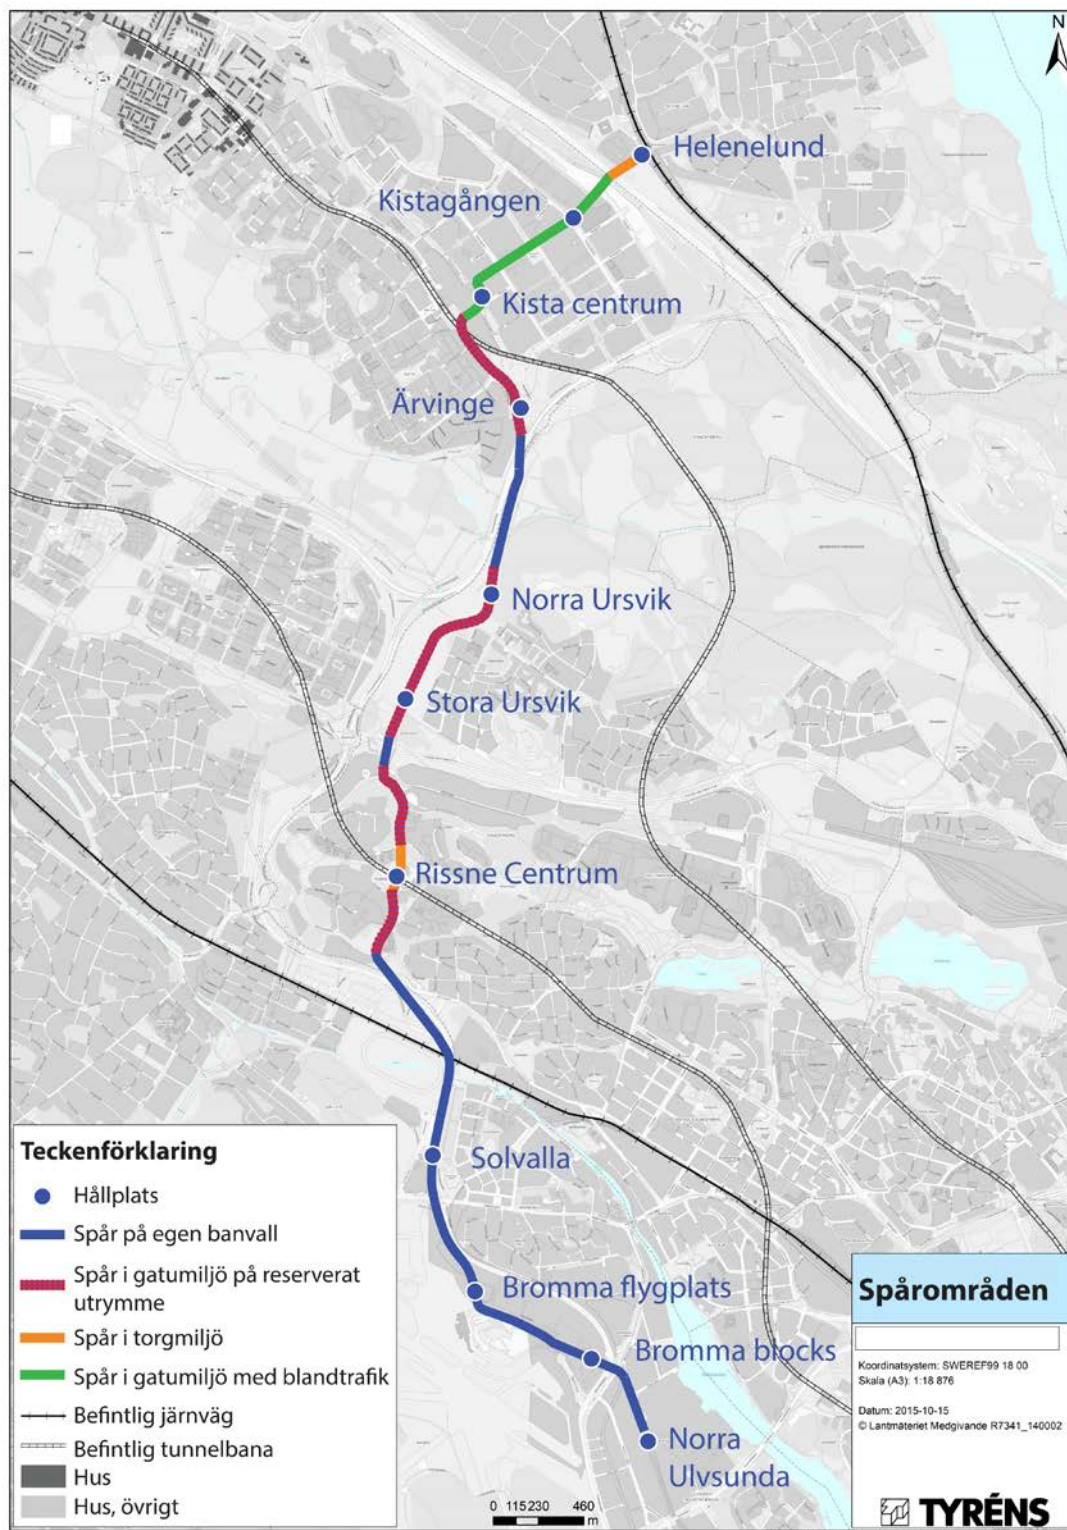 N
Helenelund
Kistagången
Kista centrum
Ärvinge
Norra Ursvik
Stora Ursvik
Rissne Centrum
Solvalla
Bromma flygplats
Bromma blocks
Norra
Ulvsunda
Teckenförklaring
Hållplats
Spår på egen banvall
Spår i gatumiljö på reserverat
utrymme
Spår i torgmiljö
Spår i gatumiljö med blandtrafik
Befintlig järnväg
Befintlig tunnelbana
Hus
Hus, övrigt
0 115 230 460
m
Spårområden
Koordinatsystem: SWEREF99 18 00
Skala (A3): 1:18 876
Datum: 2015-10-15
© Lantmäteriet Medgivande R7341_140002
TYRÉNS